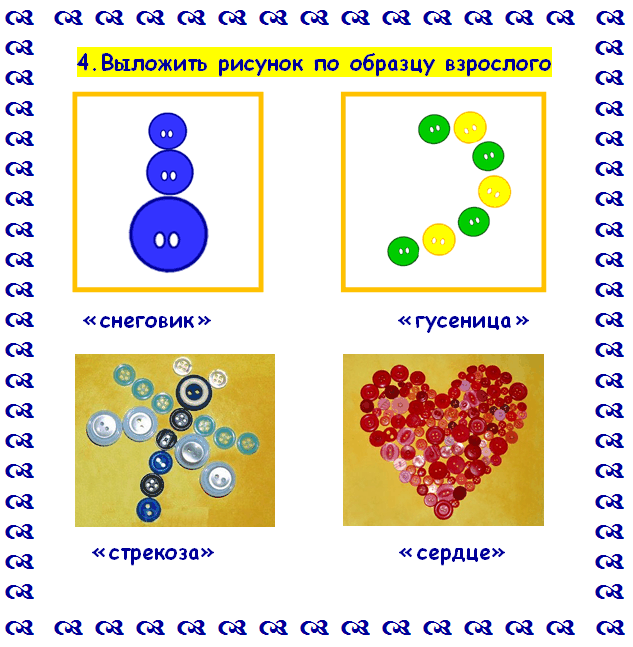 4.Выложить рисунок по образцу взрослого
«снеговик»
«гусеница»
«стрекоза»
«сердце»